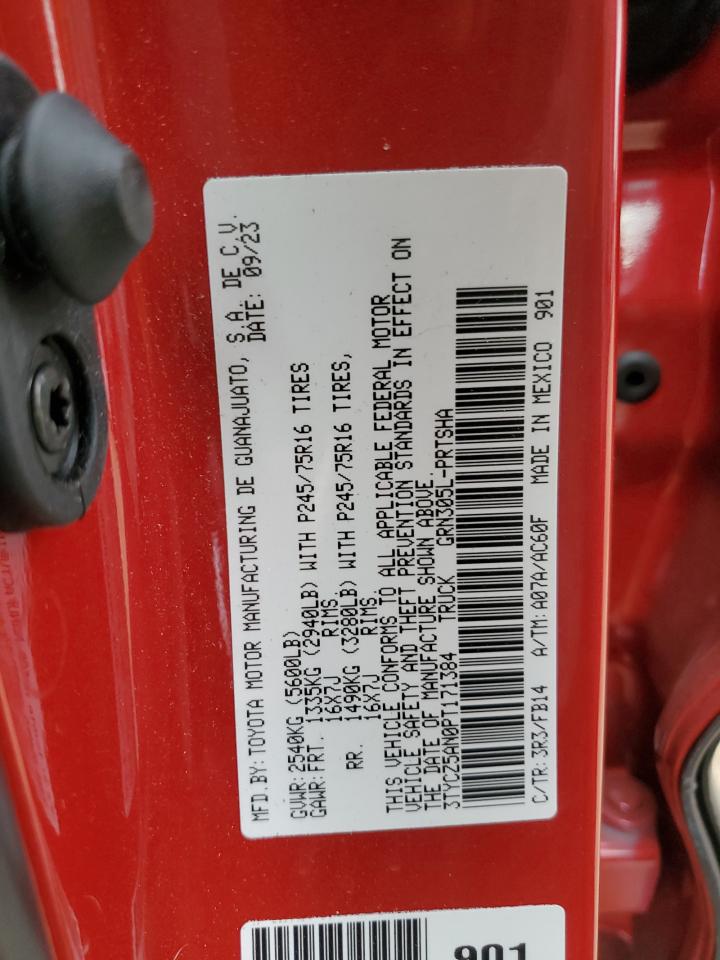 MFD.BY: TOYOTA MOTOR MANUFACTURING DE GUANAJUATO, S.A. DE C.V.
DATE: 09/23
GVWR: 2540KG (5600LB)
GAWR: FRT. 1335KG (2940LB) WITH P245/75R16 TIRES
16X7J RIMS
RR. 1490KG (3280LB) WITH P245/75R16 TIRES,
16X7J RIMS.
THIS VEHICLE CONFORMS TO ALL APPLICABLE FEDERAL MOTOR
VEHICLE SAFETY AND THEFT PREVENTION STANDARDS IN EFFECT ON
THE DATE OF MANUFACTURE SHOWN ABOVE.
3TYCZ5AN0PT171384 TRUCK GRN305L-PRTSHA
C/TR: 3R3/FB14 A/TM: A07A/AC60F MADE IN MEXICO 901
901